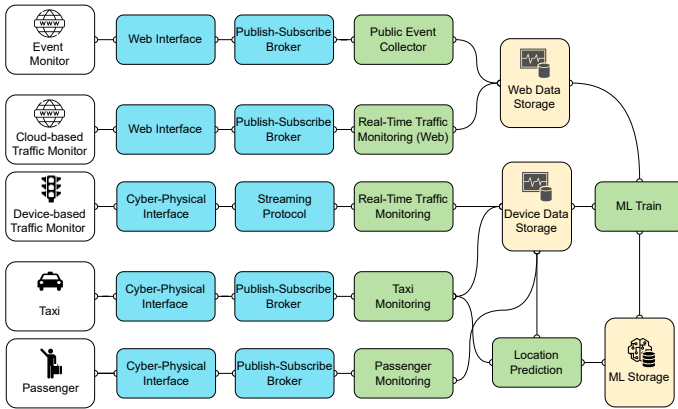 www
Event
Monitor
Web Interface
Publish-Subscribe
Broker
Public Event
Collector
Web Data
Storage
www
Cloud-based
Traffic Monitor
Web Interface
Publish-Subscribe
Broker
Real-Time Traffic
Monitoring (Web)
Device-based
Traffic Monitor
Cyber-Physical
Interface
Streaming
Protocol
Real-Time Traffic
Monitoring
Device Data
Storage
ML Train
Taxi
Cyber-Physical
Interface
Publish-Subscribe
Broker
Taxi
Monitoring
Passenger
Cyber-Physical
Interface
Publish-Subscribe
Broker
Passenger
Monitoring
Location
Prediction
ML Storage